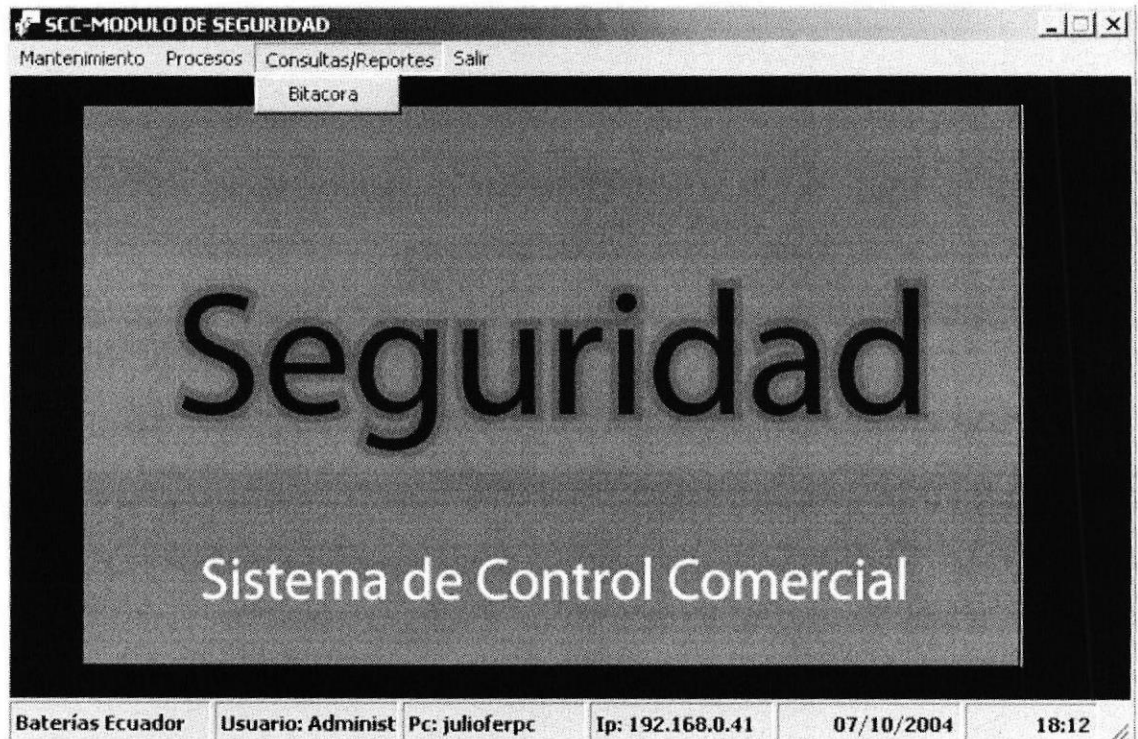 SCC-MODULO DE SEGURIDAD
Mantenimiento Procesos Consultas/Reportes Salir
Bitacora
Seguridad
Sistema de Control Comercial
Baterías Ecuador Usuario: Administ Pc: julioferpc Ip: 192.168.0.41 07/10/2004 18:12